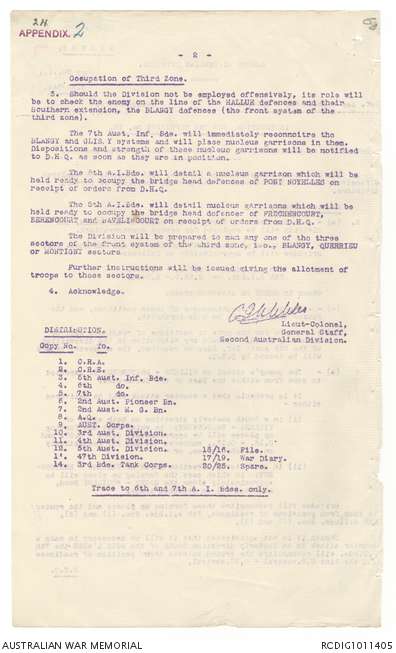 2H
APPENDIX 2
- 2 -
Occupation of Third Zone.
3. Should the Division not be employed offensively, its role will
be to check the enemy on the line of the HALLUE defences and their
Southern extension, the BLANGY defences (the front system of the
third zone).
The 7th Aust. Inf. Bde. will immediately reconnoitre the
BLANGY and GLISY systems and will place nucleus garrisons in them.
Dispositions and strength of these nucleus garrisons will be notified
to D.H.Q. as soon as they are in position.
The 6th A.I.Bde. will detail a nucleus garrison which will be
held ready to occupy the bridge head defences of PONT NOYELLES on
receipt of orders from D.H.Q.
The 5th A.I.Bde. will detail nucleus garrisons which will be
held ready to occupy the bridge head defences of FRECHENCOURT,
BEHENCOURT and BAVELINCOURT on receipt of orders from D.H.Q.
The Division will be prepared to man any one of the three
sectors of the front system of the third zone, i.e., BLANGY, QUERRIEU
or MONTIGNY sectors.
Further instructions will be issued giving the allotment of
troops to these sectors.
4. Acknowledge.
Lieut-Colonel,
General Staff,
Second Australian Division.
DISTRIBUTION.
Copy No. To.
1. C.R.A.
2. C.R.E.
3. 5th Aust. Inf. Bde.
4. 6th do.
5. 7th do.
6. 2nd Aust. Pioneer Bn.
7. 2nd Aust. M. G. Bn.
8. A.Q.
9. AUST. Corps.
10. 3rd Aust. Division.
11. 4th Aust. Division.
12. 5th Aust. Division. 15/16. File.
13. 47th Division. 17/19. War Diary.
14. 3rd Bde. Tank Corps. 20/25. Spare.
Trace to 6th and 7th A. I. Bdes. only.
AUSTRALIAN WAR MEMORIAL
RCDIG1011405